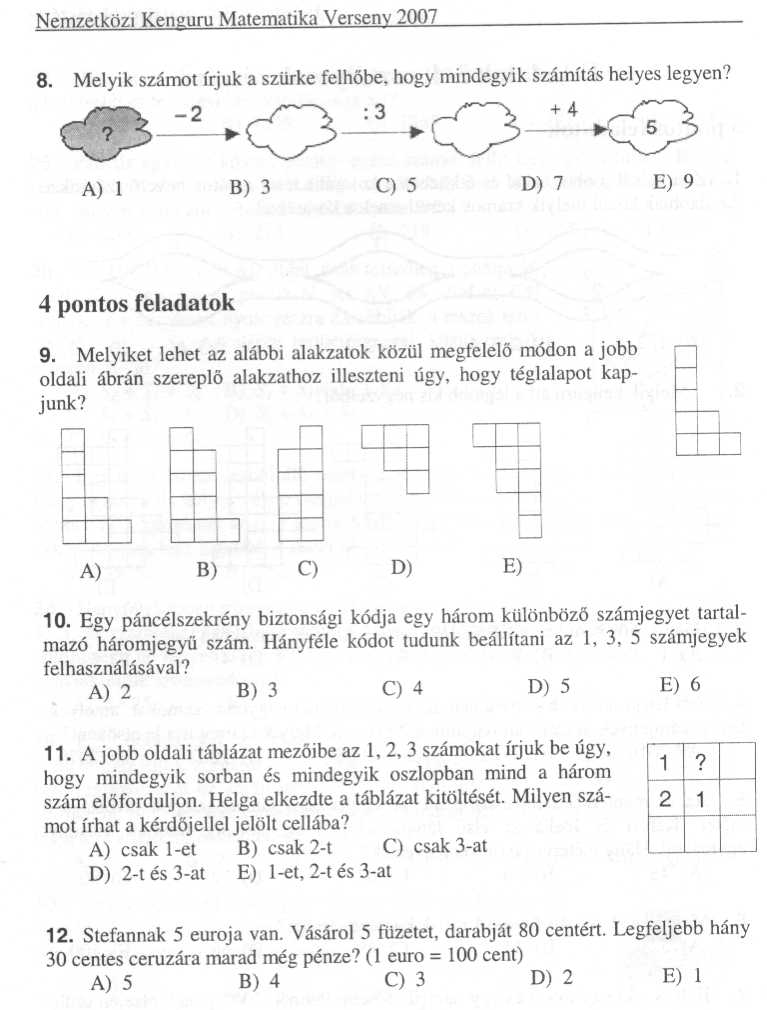 Nemzetközi Kenguru Matematika Verseny 2007
8. Melyik számot írjuk a szürke felhőbe, hogy mindegyik számítás helyes legyen?
? −2 : 3 + 4 5
A) 1 B) 3 C) 5 D) 7 E) 9
4 pontos feladatok
9. Melyiket lehet az alábbi alakzatok közül megfelelő módon a jobb
oldali ábrán szereplő alakzathoz illeszteni úgy, hogy téglalapot kap-
junk?
A) B) C) D) E)
10. Egy páncélszekrény biztonsági kódja egy három különböző számjegyet tartal-
mazó háromjegyű szám. Hányféle kódot tudunk beállítani az 1, 3, 5 számjegyek
felhasználásával?
A) 2 B) 3 C) 4 D) 5 E) 6
11. A jobb oldali táblázat mezőibe az 1, 2, 3 számokat írjuk be úgy,
hogy mindegyik sorban és mindegyik oszlopban mind a három
szám előforduljon. Helga elkezdte a táblázat kitöltését. Milyen szá-
mot írhat a kérdőjellel jelölt cellába?
A) csak 1-et B) csak 2-t C) csak 3-at
D) 2-t és 3-at E) 1-et, 2-t és 3-at
1 ?
2 1
12. Stefannak 5 euroja van. Vásárol 5 füzetet, darabját 80 centért. Legfeljebb hány
30 centes ceruzára marad még pénze? (1 euro = 100 cent)
A) 5 B) 4 C) 3 D) 2 E) 1